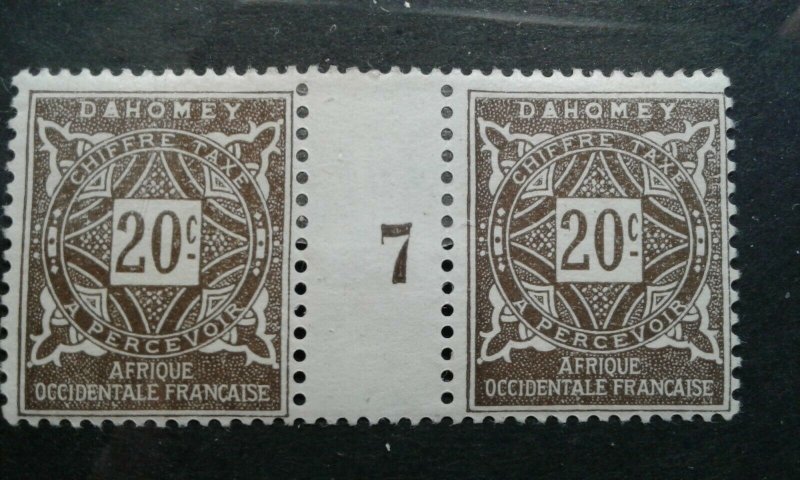 DAHOMEY
CHIFFRE TAXE
20c
A PERCEVOIR
AFRIQUE
OCCIDENTALE FRANCAISE
7
DAHOMEY
CHIFFRE TAXE
20c
A PERCEVOIR
AFRIQUE
OCCIDENTALE FRANCAISE